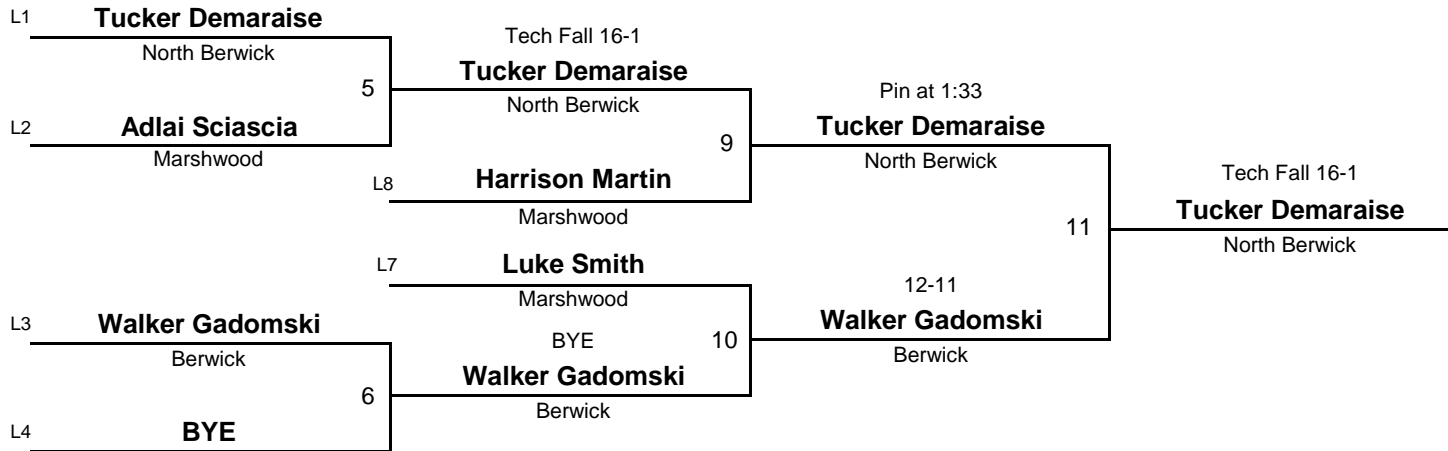 L1 Tucker Demaraise
North Berwick
5
L2 Adlai Sciascia
Marshwood
Tech Fall 16-1
Tucker Demaraise
North Berwick
9
L8 Harrison Martin
Marshwood
Pin at 1:33
Tucker Demaraise
North Berwick
11
Tech Fall 16-1
Tucker Demaraise
North Berwick
L7 Luke Smith
Marshwood
10
12-11
Walker Gadomski
Berwick
L3 Walker Gadomski
Berwick
6
BYE
Walker Gadomski
Berwick
L4 BYE